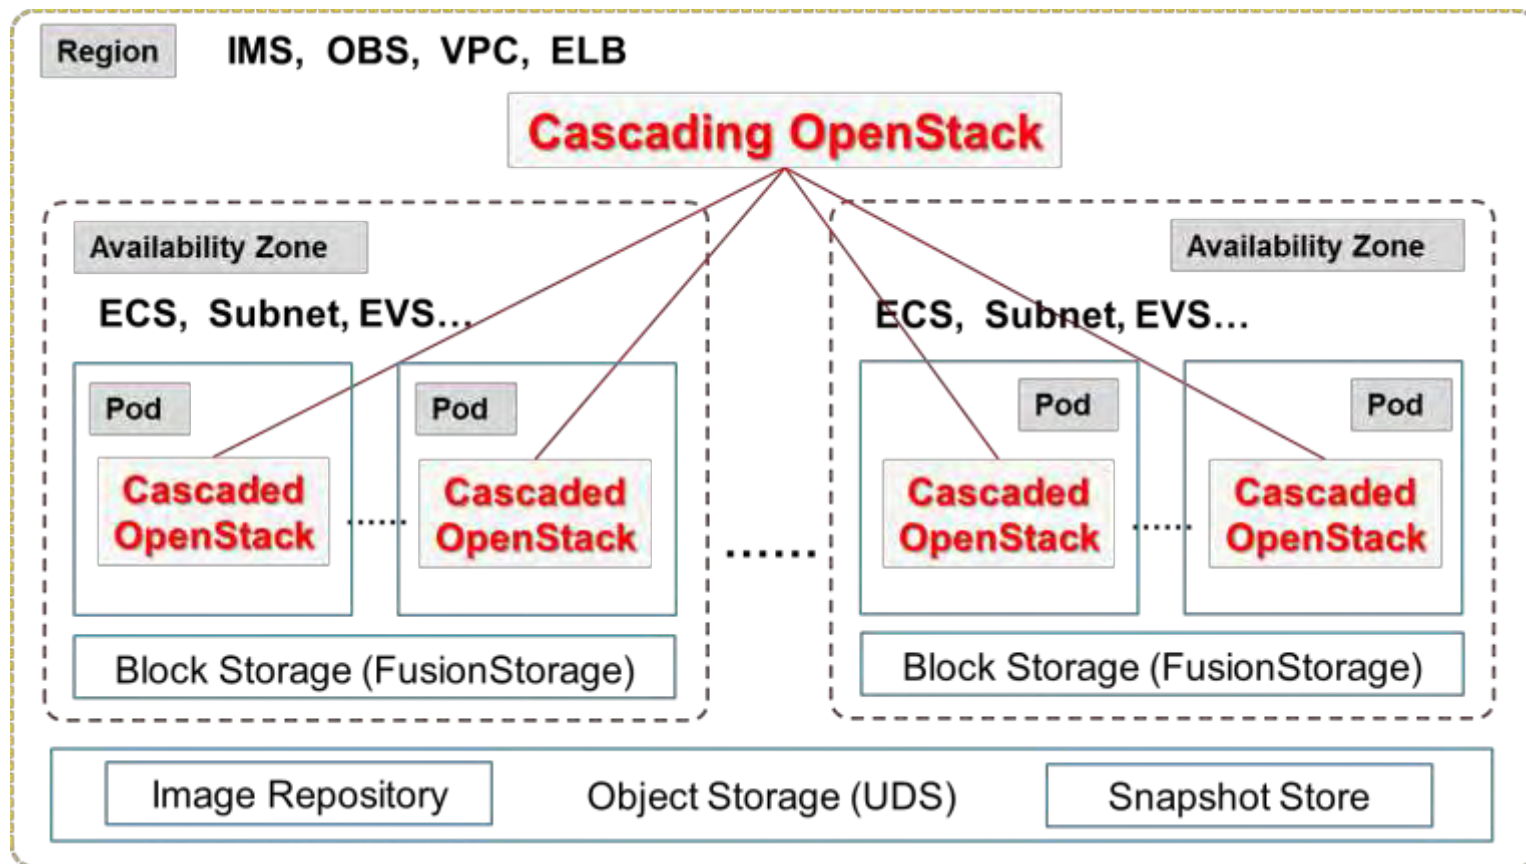 Region
IMS, OBS, VPC, ELB
Cascading OpenStack
Availability Zone
ECS, Subnet, EVS...
Pod
Cascaded
OpenStack
......
Pod
Cascaded
OpenStack
Block Storage (FusionStorage)
......
Availability Zone
ECS, Subnet, EVS...
Pod
Cascaded
OpenStack
......
Pod
Cascaded
OpenStack
Block Storage (FusionStorage)
Image Repository
Object Storage (UDS)
Snapshot Store